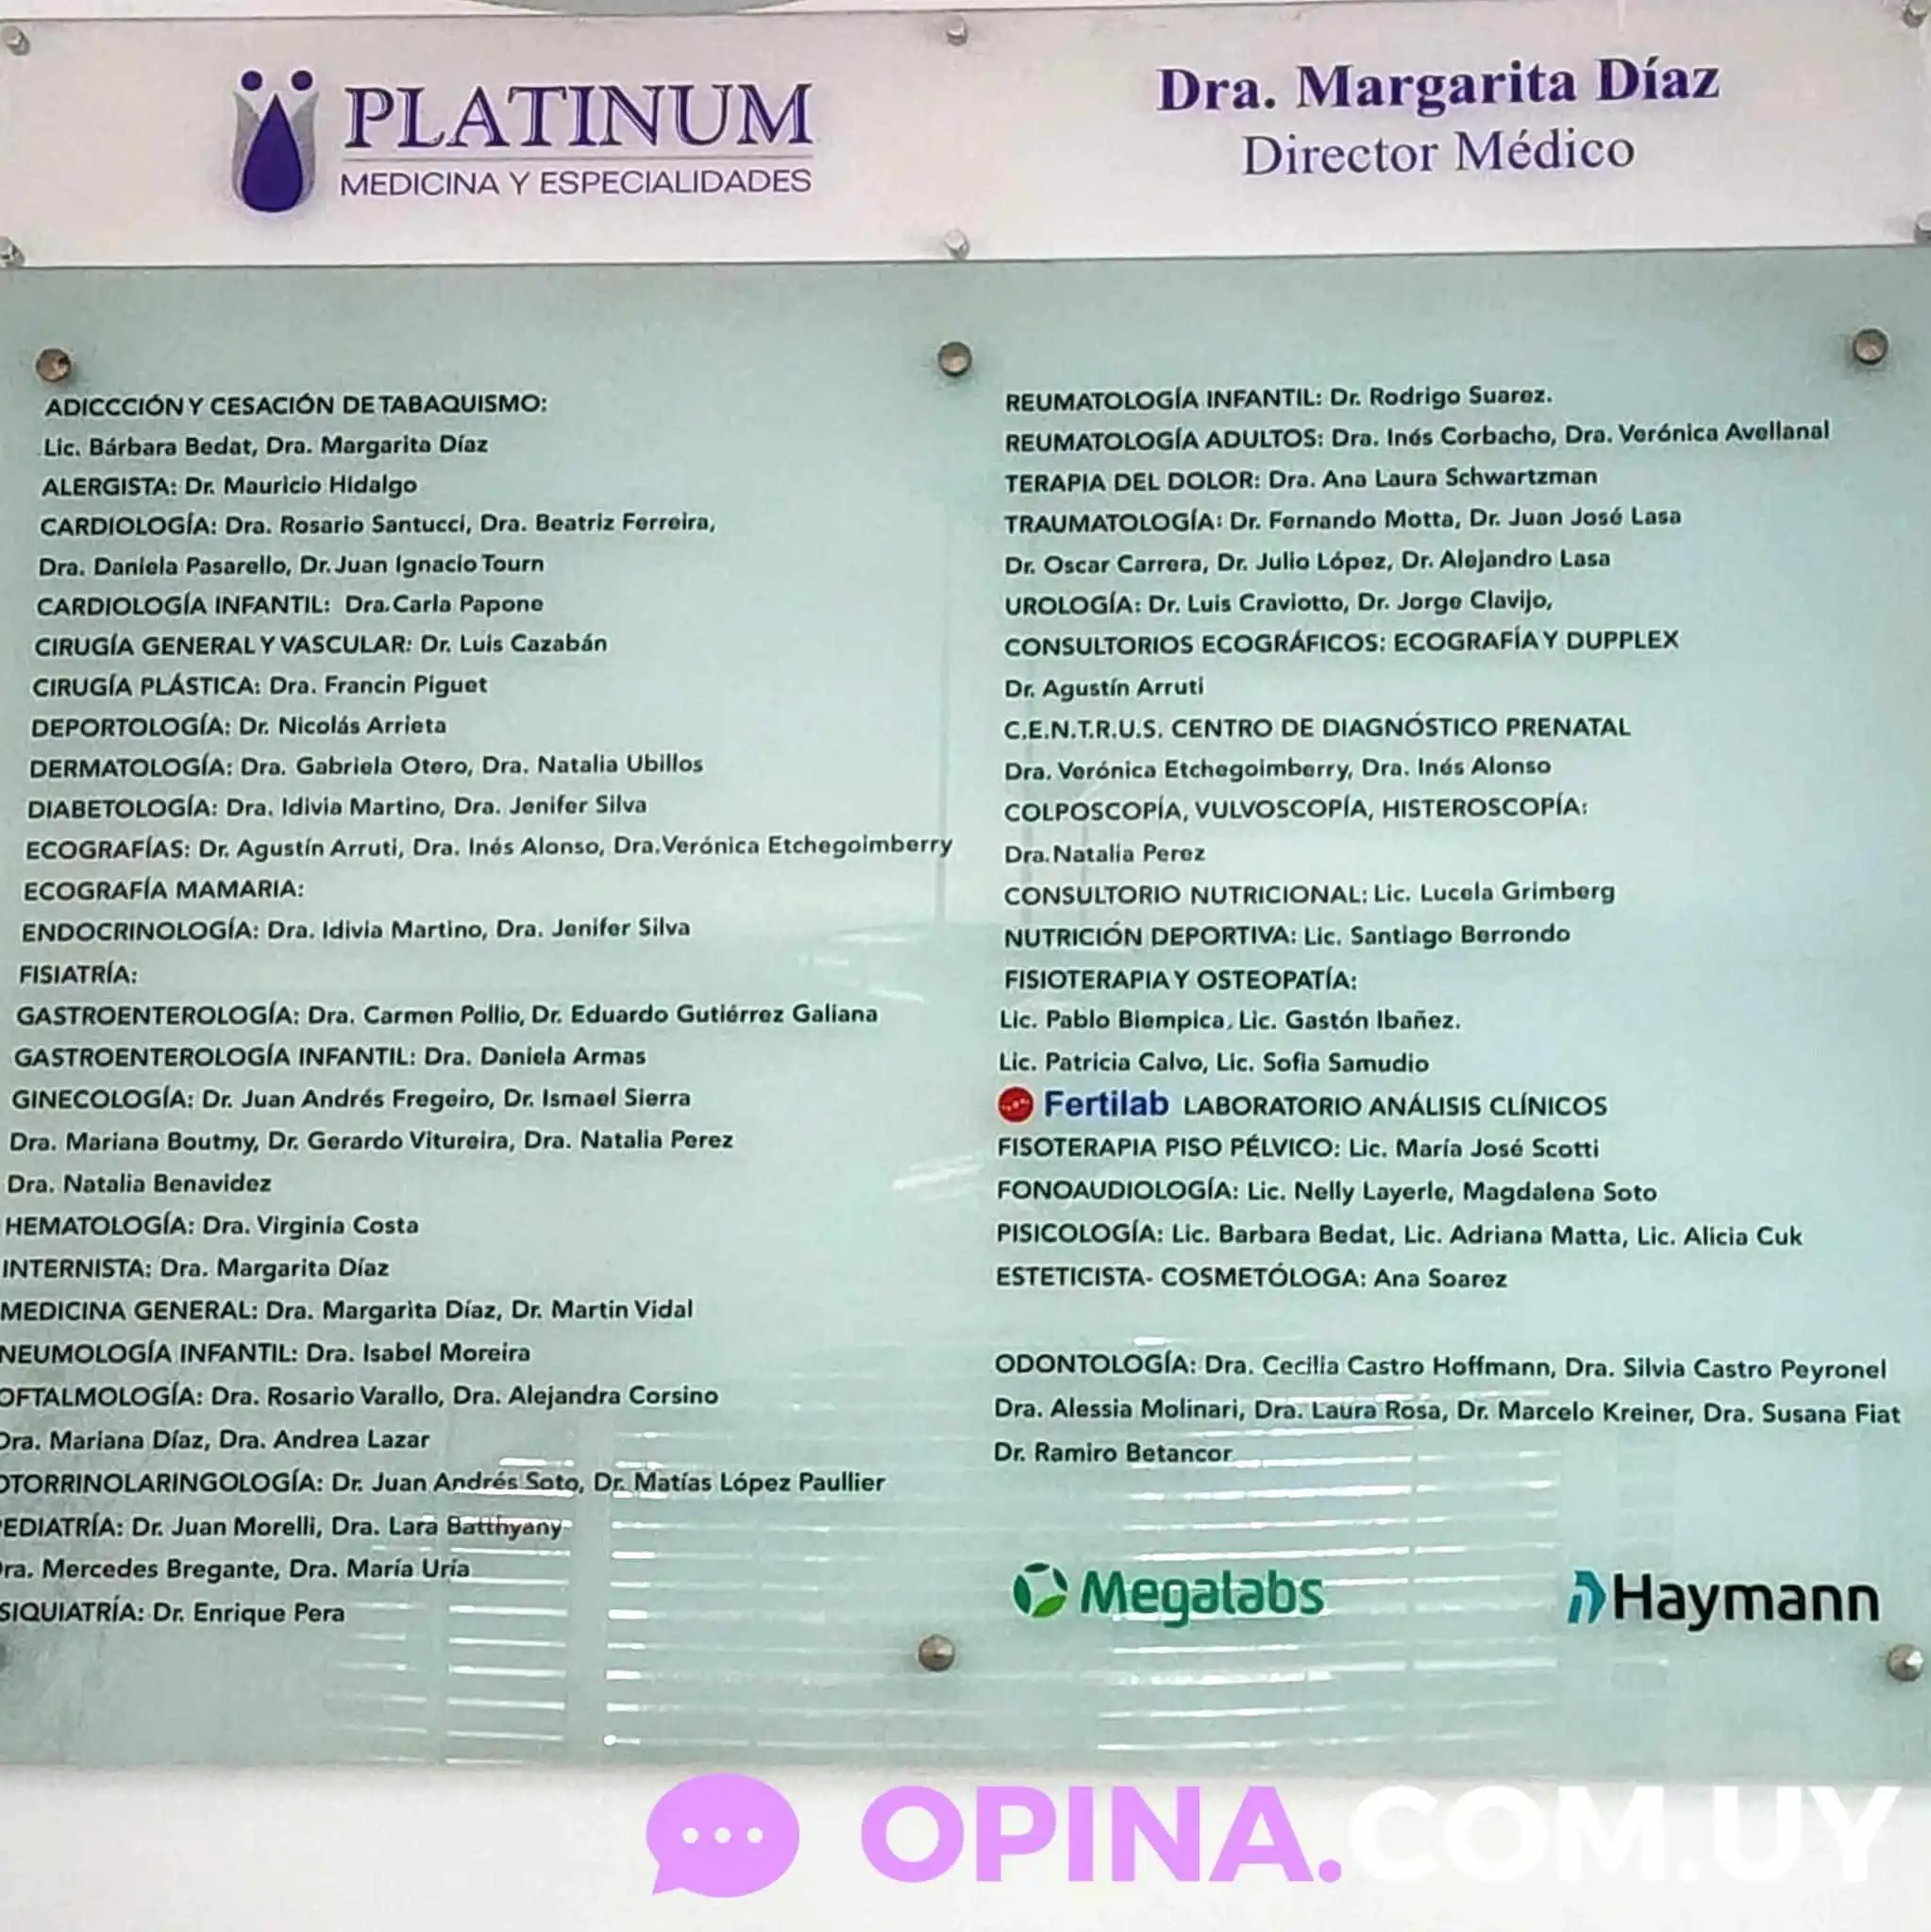 PLATINUM
MEDICINA Y ESPECIALIDADES
Dra. Margarita Díaz
Director Médico
ADICCCIÓN Y CESACIÓN DE TABAQUISMO:
Lic. Bárbara Bedat, Dra. Margarita Díaz
ALERGISTA: Dr. Mauricio Hidalgo
CARDIOLOGÍA: Dra. Rosario Santucci, Dra. Beatriz Ferreira,
Dra. Daniela Pasarello, Dr. Juan Ignacio Tourn
CARDIOLOGÍA INFANTIL: Dra. Carla Papone
CIRUGÍA GENERAL Y VASCULAR: Dr. Luis Cazabán
CIRUGÍA PLÁSTICA: Dra. Francin Piguet
DEPORTOLOGÍA: Dr. Nicolás Arrieta
DERMATOLOGÍA: Dra. Gabriela Otero, Dra. Natalia Ubillos
DIABETOLOGÍA: Dra. Idivia Martino, Dra. Jenifer Silva
ECOGRAFÍAS: Dr. Agustín Arruti, Dra. Inés Alonso, Dra. Verónica Etchegoimberry
ECOGRAFÍA MAMARIA:
ENDOCRINOLOGÍA: Dra. Idivia Martino, Dra. Jenifer Silva
FISIATRÍA:
GASTROENTEROLOGÍA: Dra. Carmen Pollio, Dr. Eduardo Gutiérrez Galiana
GASTROENTEROLOGÍA INFANTIL: Dra. Daniela Armas
GINECOLOGÍA: Dr. Juan Andrés Fregeiro, Dr. Ismael Sierra
Dra. Mariana Boutmy, Dr. Gerardo Vitureira, Dra. Natalia Perez
Dra. Natalia Benavidez
HEMATOLOGÍA: Dra. Virginia Costa
INTERNISTA: Dra. Margarita Díaz
MEDICINA GENERAL: Dra. Margarita Díaz, Dr. Martin Vidal
NEUMOLOGÍA INFANTIL: Dra. Isabel Moreira
OFTALMOLOGÍA: Dra. Rosario Varallo, Dra. Alejandra Corsino
Dra. Mariana Díaz, Dra. Andrea Lazar
OTORRINOLARINGOLOGÍA: Dr. Juan Andrés Soto, Dr. Matías López Paullier
EDIATRÍA: Dr. Juan Morelli, Dra. Lara Batthyany
ra. Mercedes Bregante, Dra. María Uría
SIQUIATRÍA: Dr. Enrique Pera
REUMATOLOGÍA INFANTIL: Dr. Rodrigo Suarez.
REUMATOLOGÍA ADULTOS: Dra. Inés Corbacho, Dra. Verónica Avellanal
TERAPIA DEL DOLOR: Dra. Ana Laura Schwartzman
TRAUMATOLOGÍA: Dr. Fernando Motta, Dr. Juan José Lasa
Dr. Oscar Carrera, Dr. Julio López, Dr. Alejandro Lasa
UROLOGÍA: Dr. Luis Craviotto, Dr. Jorge Clavijo,
CONSULTORIOS ECOGRÁFICOS: ECOGRAFÍA Y DUPPLEX
Dr. Agustín Arruti
C.E.N.T.R.U.S. CENTRO DE DIAGNÓSTICO PRENATAL
Dra. Verónica Etchegoimberry, Dra. Inés Alonso
COLPOSCOPÍA, VULVOSCOPÍA, HISTEROSCOPÍA:
Dra. Natalia Perez
CONSULTORIO NUTRICIONAL: Lic. Lucela Grimberg
NUTRICIÓN DEPORTIVA: Lic. Santiago Berrondo
FISIOTERAPIA Y OSTEOPATÍA:
Lic. Pablo Biempica, Lic. Gastón Ibañez.
Lic. Patricia Calvo, Lic. Sofia Samudio
Fertilab LABORATORIO ANÁLISIS CLÍNICOS
FISOTERAPIA PISO PÉLVICO: Lic. María José Scotti
FONOAUDIOLOGÍA: Lic. Nelly Layerle, Magdalena Soto
PISICOLOGÍA: Lic. Barbara Bedat, Lic. Adriana Matta, Lic. Alicia Cuk
ESTETICISTA- COSMETÓLOGA: Ana Soarez
ODONTOLOGÍA: Dra. Cecilia Castro Hoffmann, Dra. Silvia Castro Peyronel
Dra. Alessia Molinari, Dra. Laura Rosa, Dr. Marcelo Kreiner, Dra. Susana Fiat
Dr. Ramiro Betancor
Megalabs
Haymann
OPINA.COM.UY